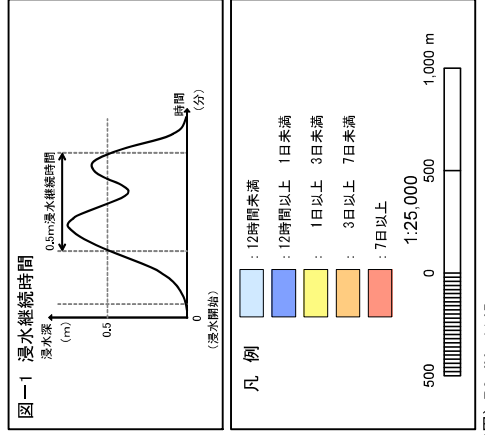 図ー1 浸水継続時間
浸水深
(m)
0.5m浸水継続時間
0.5
0
(浸水開始)
時間
(分)
凡 例
：12時間未満
：12時間以上 1日未満
：1日以上 3日未満
：3日以上 7日未満
：7日以上
1:25,000
500 0 500 1,000 m